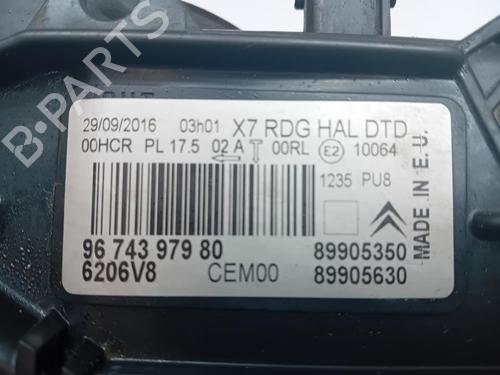 B-PARTS
29/09/2016 03h01 X7 RDG HAL DTD
00HCR PL 17.5 02 A T 00RL E2 10064
1235 PU8
MADE IN E.U.
96 743 979 80 89905350
6206V8 CEM00 89905630